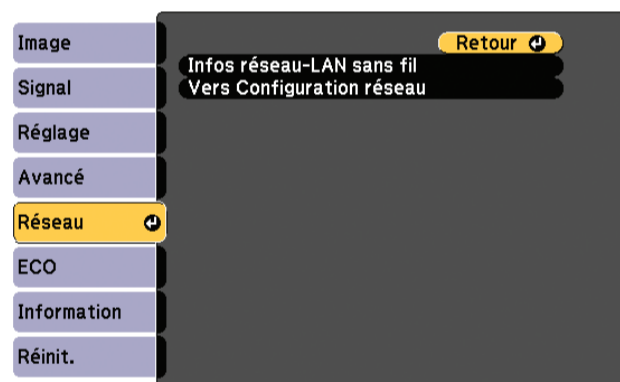 Image
Signal
Réglage
Avancé
Réseau
ECO
Information
Réinit.
Retour
Infos réseau-LAN sans fil
Vers Configuration réseau